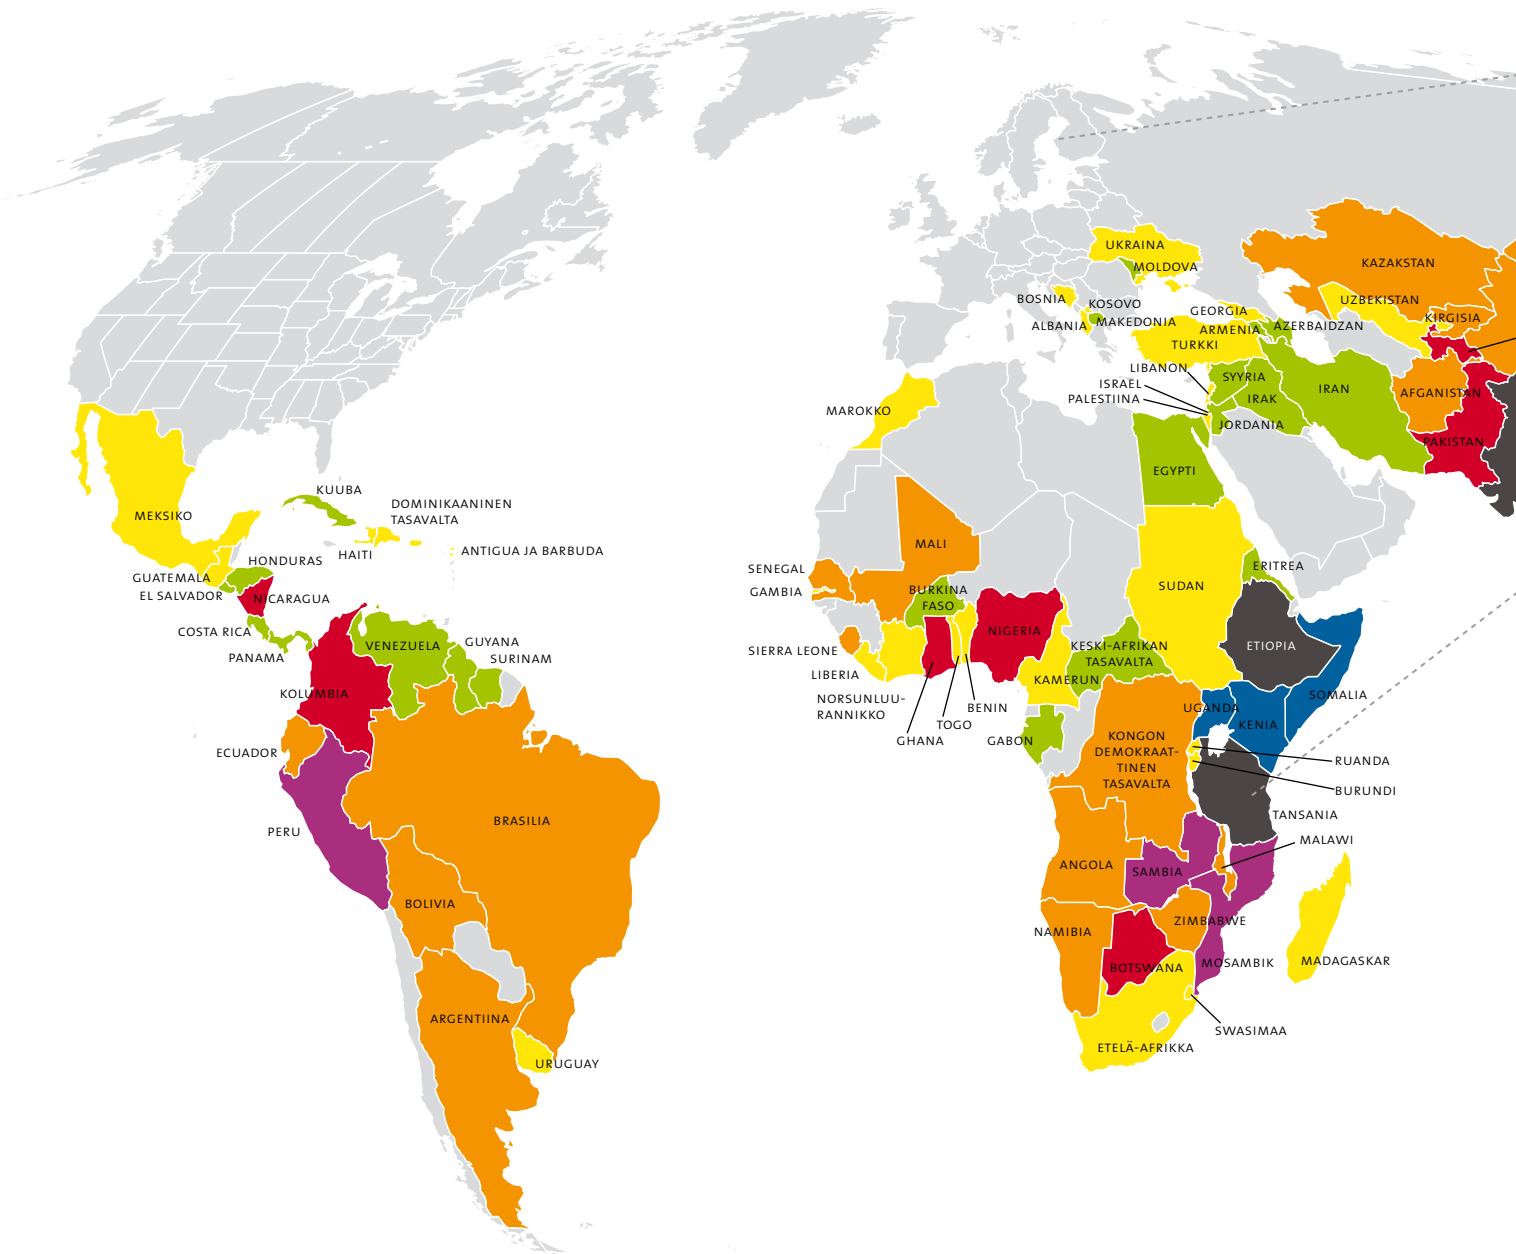 UKRAINA
MOLDOVA
KAZAKSTAN
BOSNIA
KOSOVO
UZBEKISTAN
GEORGIA
KIRGISIA
ALBANIA
MAKEDONIA
ARMENIA
AZERBAIDZAN
TURKKI
LIBANON
SYYRIA
ISRAEL
IRAN
AFGANISTAN
PALESTIINA
IRAK
MAROKKO
JORDANIA
PAKISTAN
EGYPTI
KUUBA
DOMINIKAANINEN
TASAVALTA
MEKSIKO
HAITI
ANTIGUA JA BARBUDA
HONDURAS
GUATEMALA
EL SALVADOR
NICARAGUA
COSTA RICA
PANAMA
VENEZUELA
GUYANA
SURINAM
KOLUMBIA
ECUADOR
PERU
BRASILIA
BOLIVIA
ARGENTIINA
URUGUAY
MALI
SENEGAL
GAMBIA
BURKINA
FASO
SUDAN
ERITREA
NIGERIA
SIERRA LEONE
LIBERIA
KESKI-AFRIKAN
TASAVALTA
ETIOPIA
KAMERUN
NORSUNLUU-
RANNIKKO
BENIN
TOGO
GHANA
GABON
SOMALIA
UGANDA
KENIA
KONGON
DEMOKRAAT-
TINEN
TASAVALTA
RUANDA
BURUNDI
TANSANIA
MALAWI
ANGOLA
SAMBIA
ZIMBABWE
NAMIBIA
BOTSWANA
MOSAMBIK
MADAGASKAR
SWASIMAA
ETELÄ-AFRIKKA